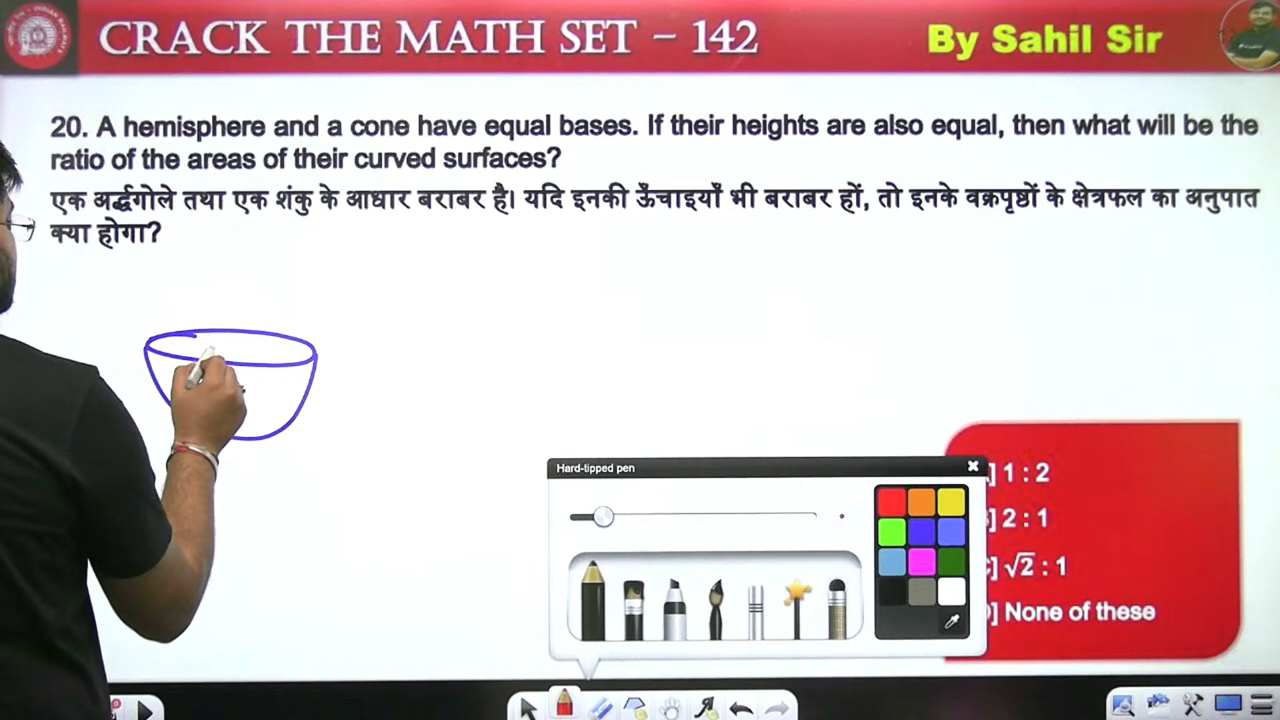 CRACK THE MATH SET – 142
By Sahil Sir
20. A hemisphere and a cone have equal bases. If their heights are also equal, then what will be the
ratio of the areas of their curved surfaces?
एक अर्द्धगोले तथा एक शंकु के आधार बराबर है। यदि इनकी ऊँचाइयाँ भी बराबर हों, तो इनके वक्रपृष्ठों के क्षेत्रफल का अनुपात
क्या होगा?
Hard-tipped pen
] 1 : 2
] 2 : 1
] √2 : 1
] None of these